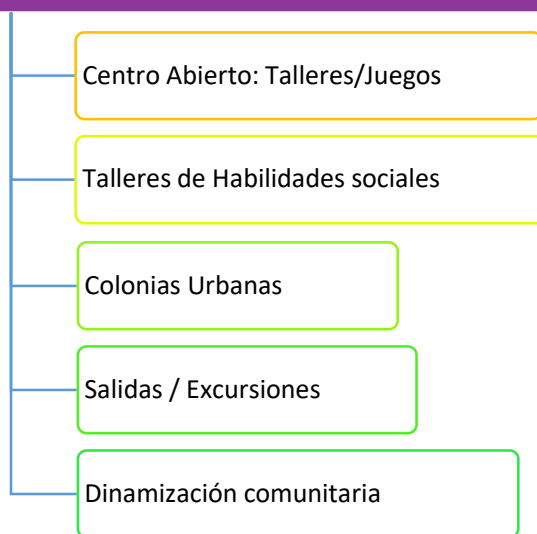 Centro Abierto: Talleres/Juegos
Talleres de Habilidades sociales
Colonias Urbanas
Salidas / Excursiones
Dinamización comunitaria